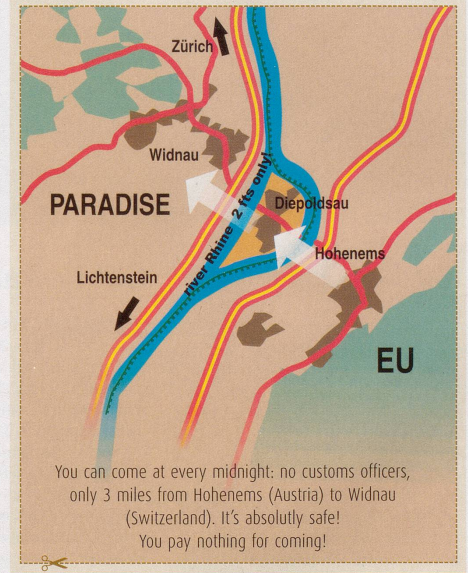 Zürich
Widnau
PARADISE
river Rhine 2 fts only!
Diepoldsau
Hohenems
Lichtenstein
EU
You can come at every midnight: no customs officers,
only 3 miles from Hohenems (Austria) to Widnau
(Switzerland). It's absolutly safe!
You pay nothing for coming!